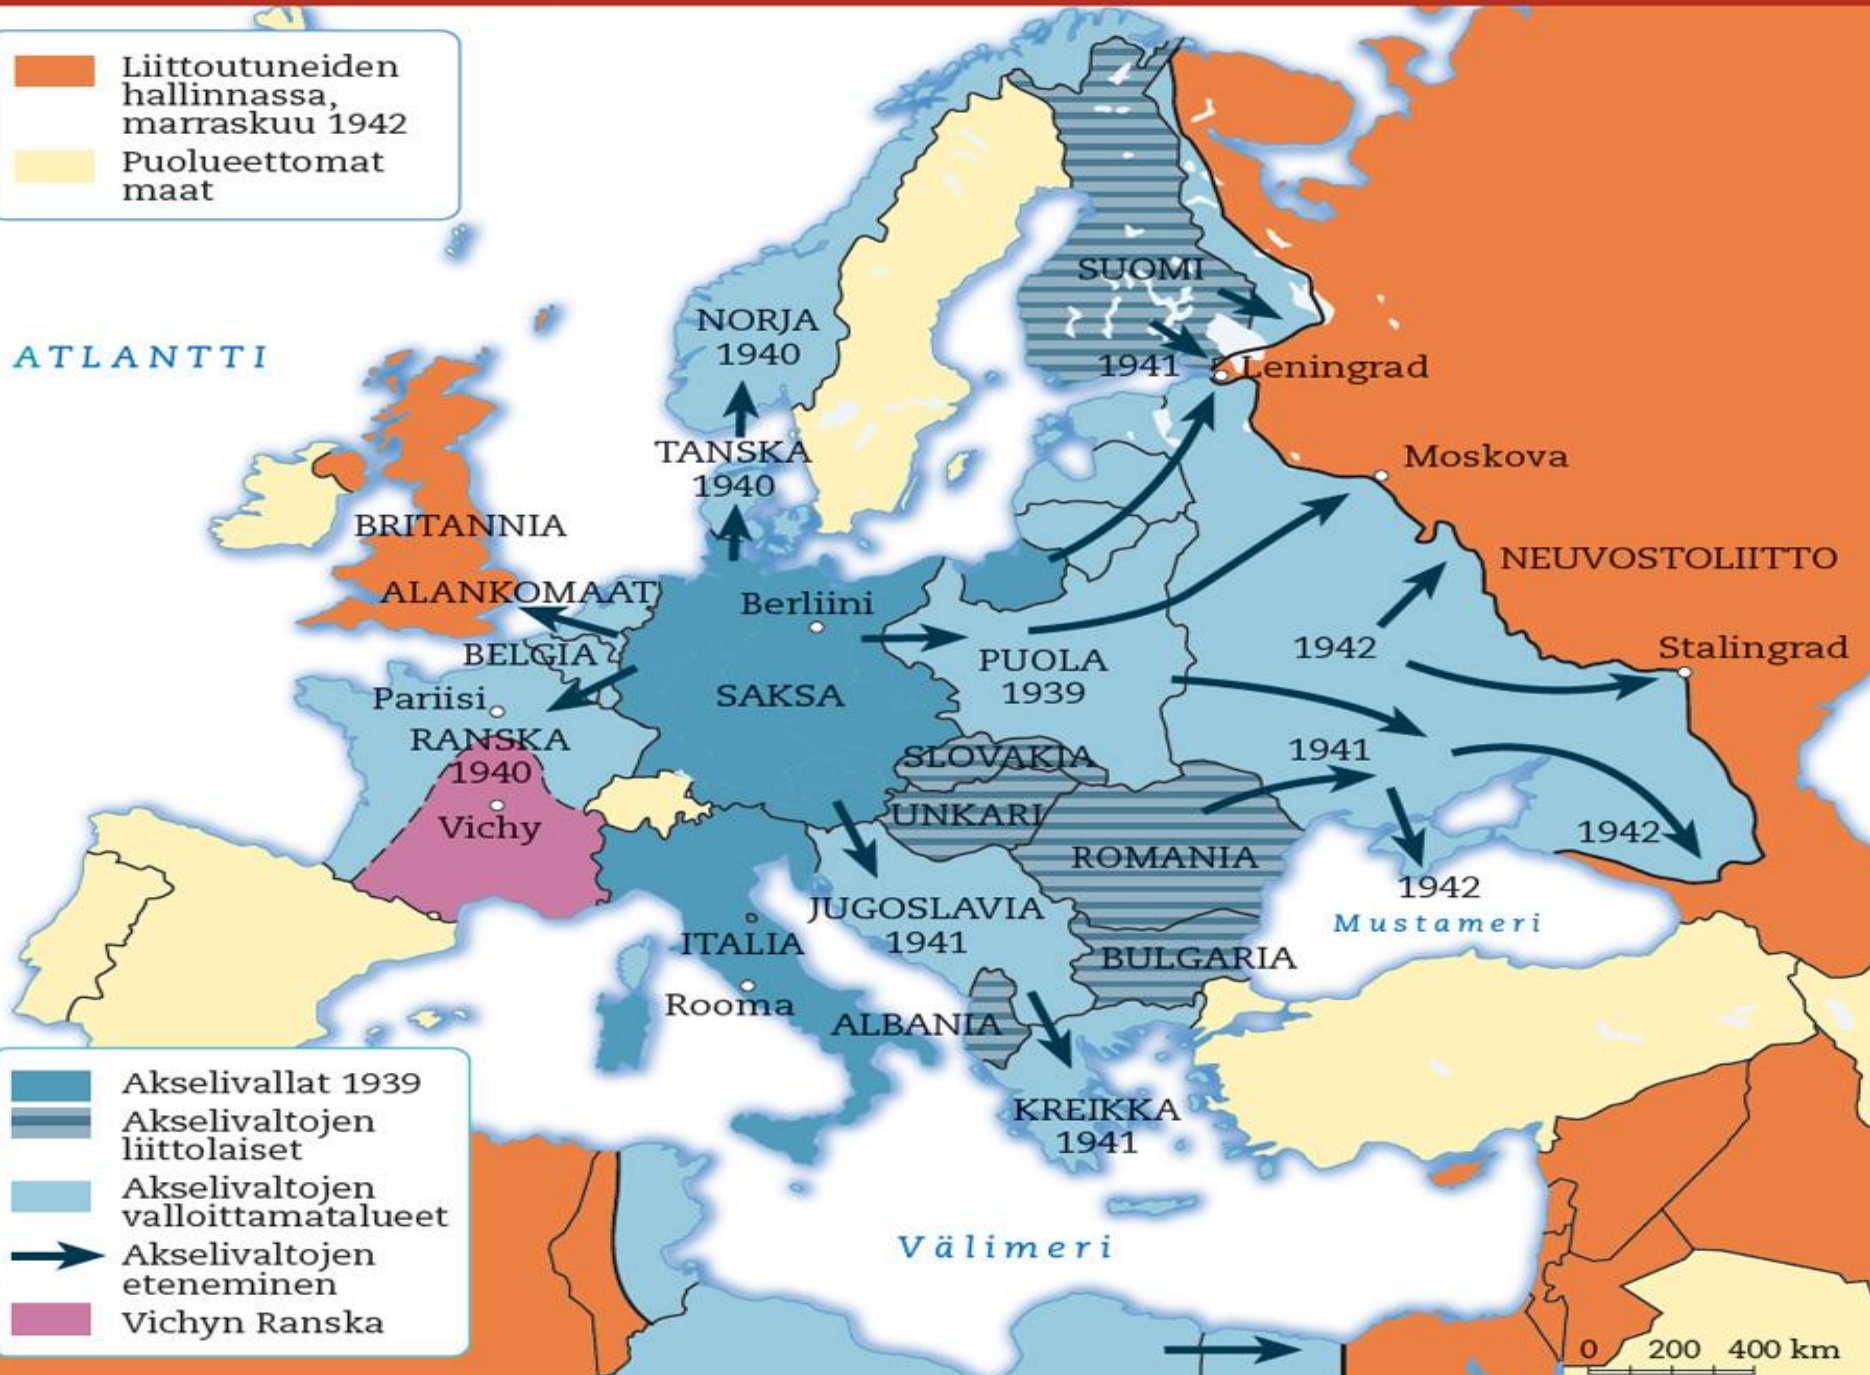 Liittoutuneiden
hallinnassa,
marraskuu 1942
Puolueettomat
maat
ATLANTTI
SUOMI
NORJA
1940
1941
Leningrad
TANSKA
1940
Moskova
BRITANNIA
NEUVOSTOLIITTO
ALANKOMAAT
Berliini
BELGIA
PUOLA
1939
1942
Stalingrad
SAKSA
Pariisi
RANSKA
1940
SLOVAKIA
1941
UNKARI
Vichy
1942
ROMANIA
1942
JUGOSLAVIA
1941
Mustameri
ITALIA
BULGARIA
Rooma
ALBANIA
KREIKKA
1941
Välimeri
Akselivallat 1939
Akselivaltojen
liittolaiset
Akselivaltojen
valloittamatalueet
Akselivaltojen
eteneminen
Vichyn Ranska
0 200 400 km